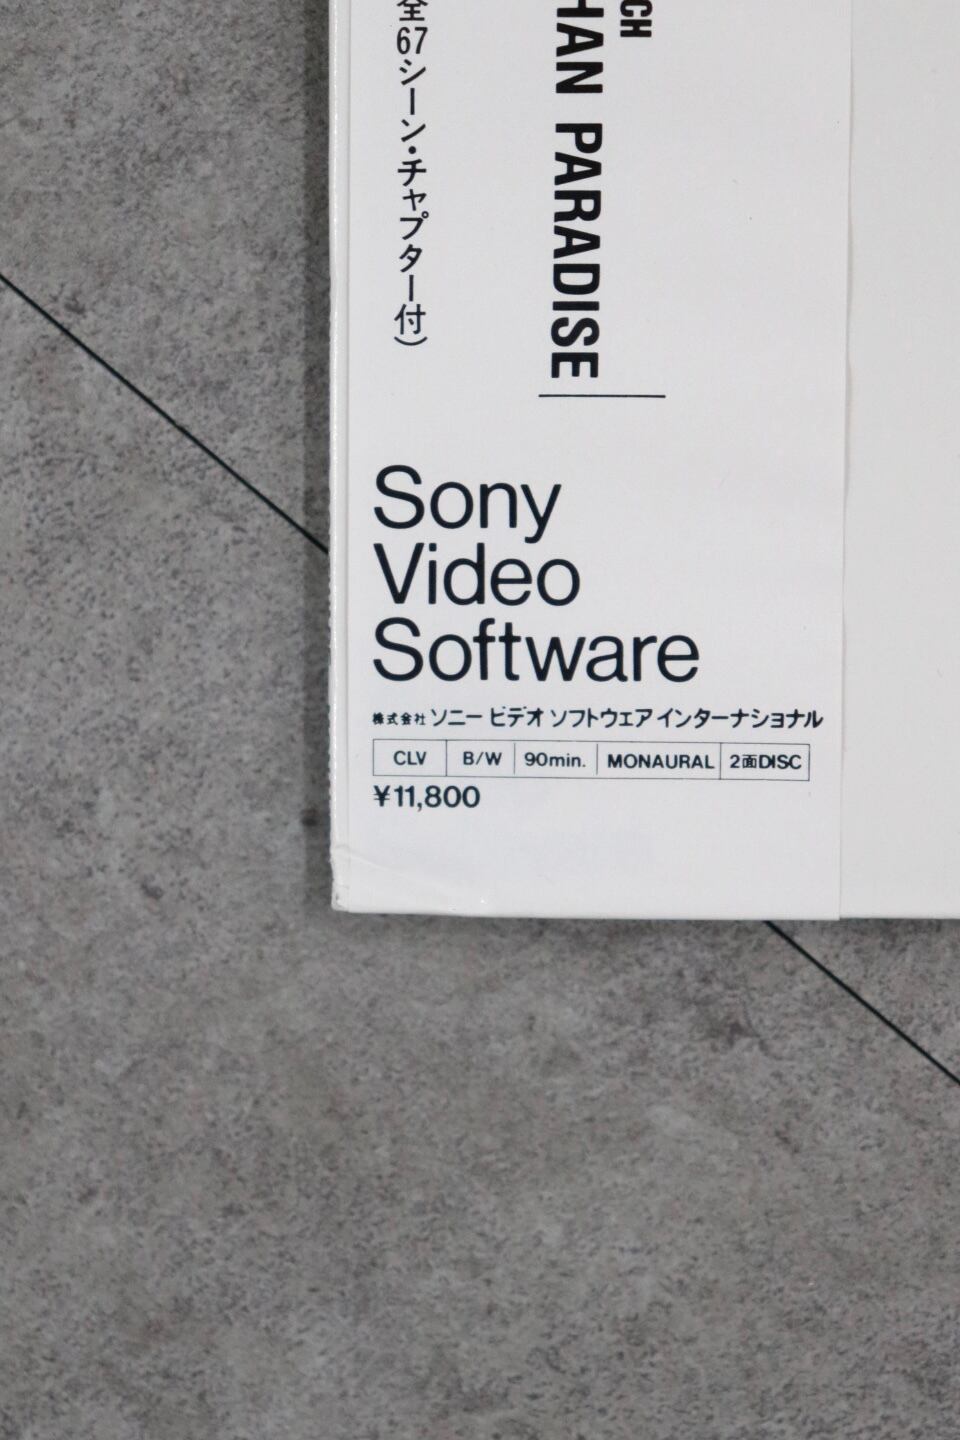 CH
HAN PARADISE
全67シーン・チャプター付)
Sony
Video
Software
株式会社 ソニー ビデオ ソフトウェア インターナショナル
CLV B/W 90min. MONAURAL 2面DISC
¥11,800